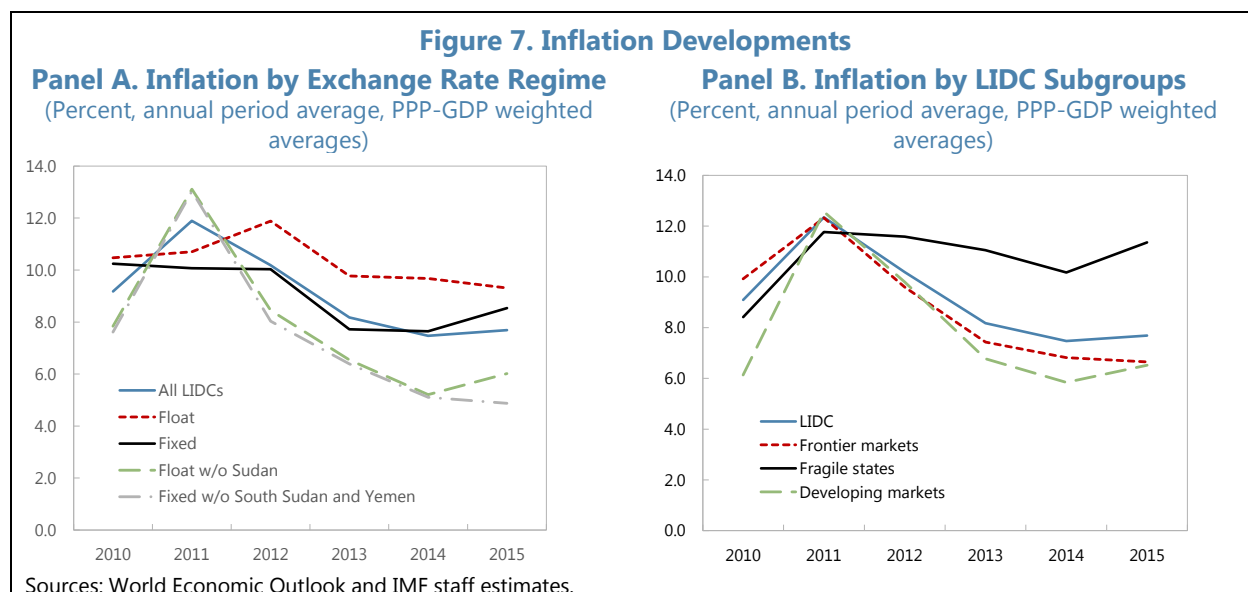 Figure 7. Inflation Developments
Panel A. Inflation by Exchange Rate Regime
(Percent, annual period average, PPP-GDP weighted
averages)
14.0
12.0
10.0
8.0
6.0
4.0
2.0
0.0
All LIDCs
Float
Fixed
Float w/o Sudan
Fixed w/o South Sudan and Yemen
2010 2011 2012 2013 2014 2015
Panel B. Inflation by LIDC Subgroups
(Percent, annual period average, PPP-GDP weighted
averages)
14.0
12.0
10.0
8.0
6.0
4.0
2.0
0.0
LIDC
Frontier markets
Fragile states
Developing markets
2010 2011 2012 2013 2014 2015
Sources: World Economic Outlook and IMF staff estimates.